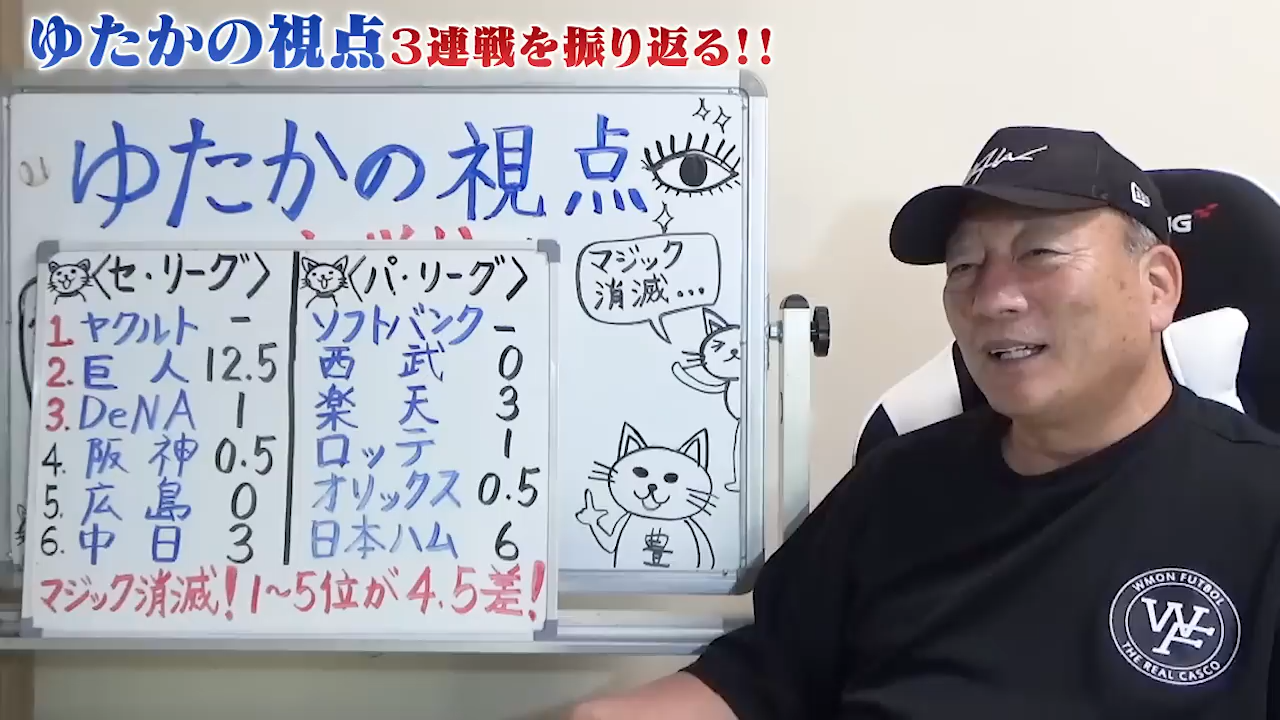 ゆたかの視点3連戦を振り返る!!
ゆたかの視点
マジック
消滅...
〈セ・リーグ〉
1. ヤクルト -
2. 巨人 12.5
3. DeNA 1
4. 阪神 0.5
5. 広島 0
6. 中日 3
〈パ・リーグ〉
ソフトバンク -
西武 0
楽天 3
ロッテ 1
オリックス 0.5
日本ハム 6
マジック消滅! 1~5位が4.5差!
豊
WMON FUTBOL
WF
THE REAL CASCO